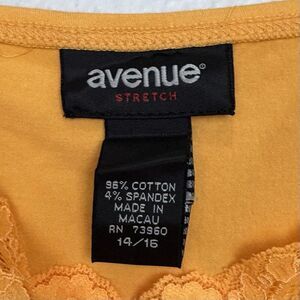 avenue®
STRETCH
96% COTTON
4% SPANDEX
MADE IN
MACAU
RN 73960
14/16